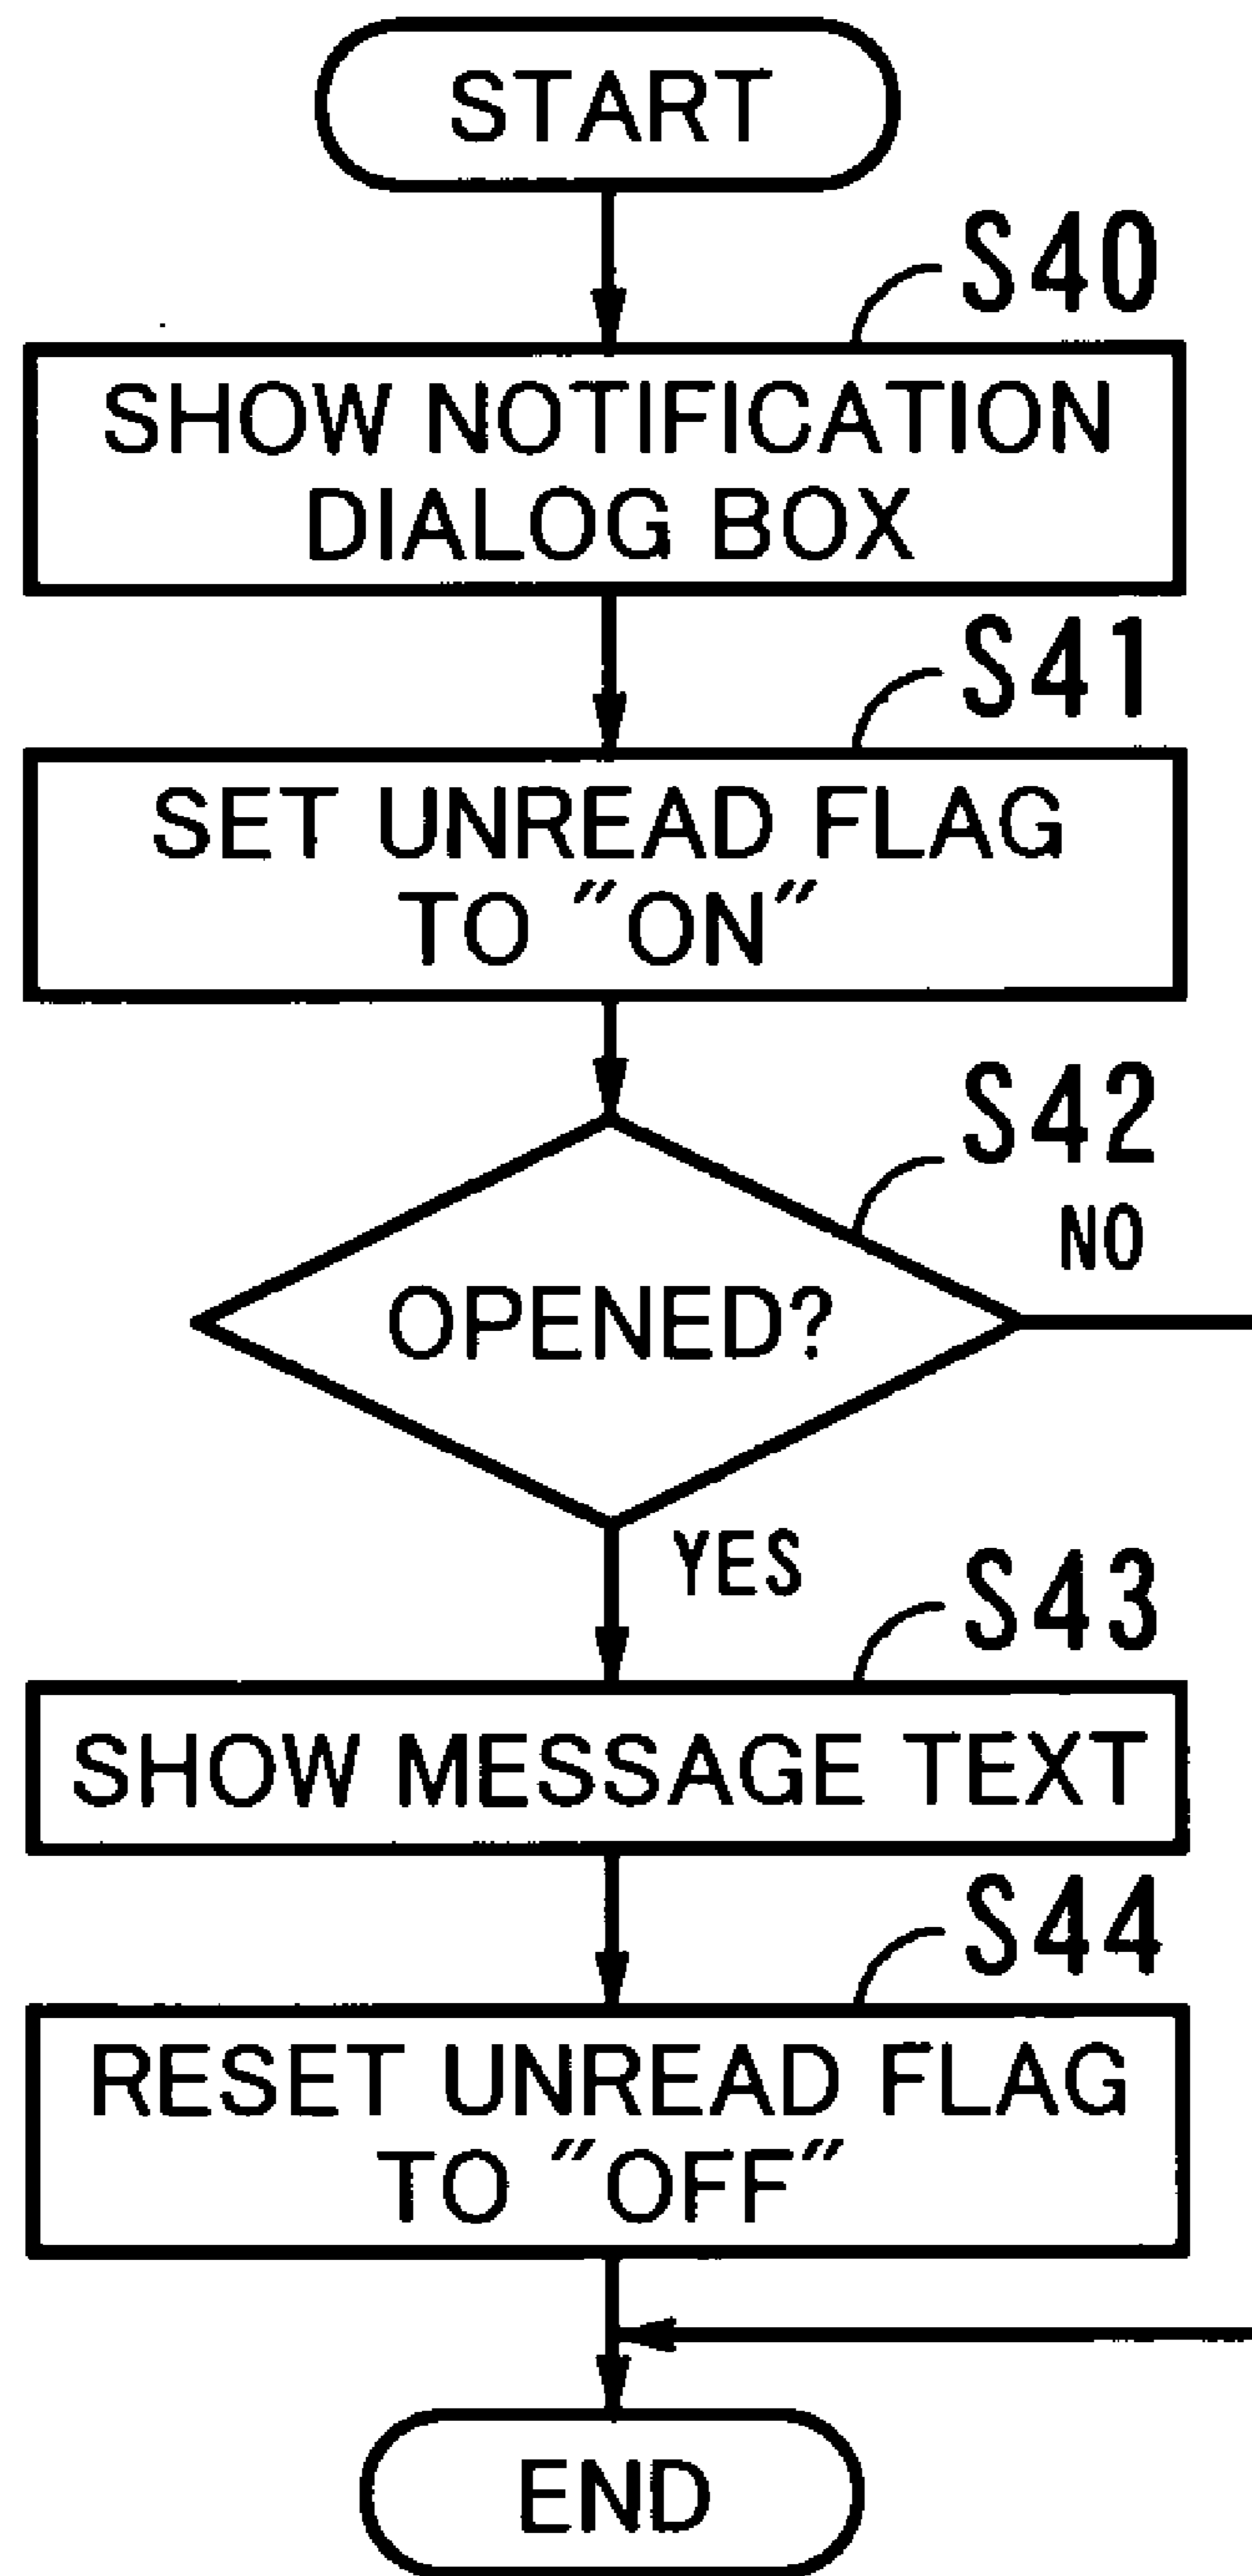 START
S40
SHOW NOTIFICATION
DIALOG BOX
S41
SET UNREAD FLAG
TO "ON"
S42
NO
OPENED?
YES
S43
SHOW MESSAGE TEXT
S44
RESET UNREAD FLAG
TO "OFF"
END